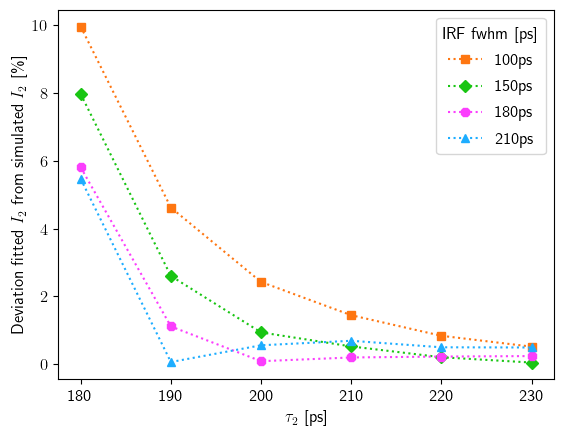 Deviation fitted I₂ from simulated I₂ [%]
10
8
6
4
2
0
IRF fwhm [ps]
100ps
150ps
180ps
210ps
180 190 200 210 220 230
τ₂ [ps]